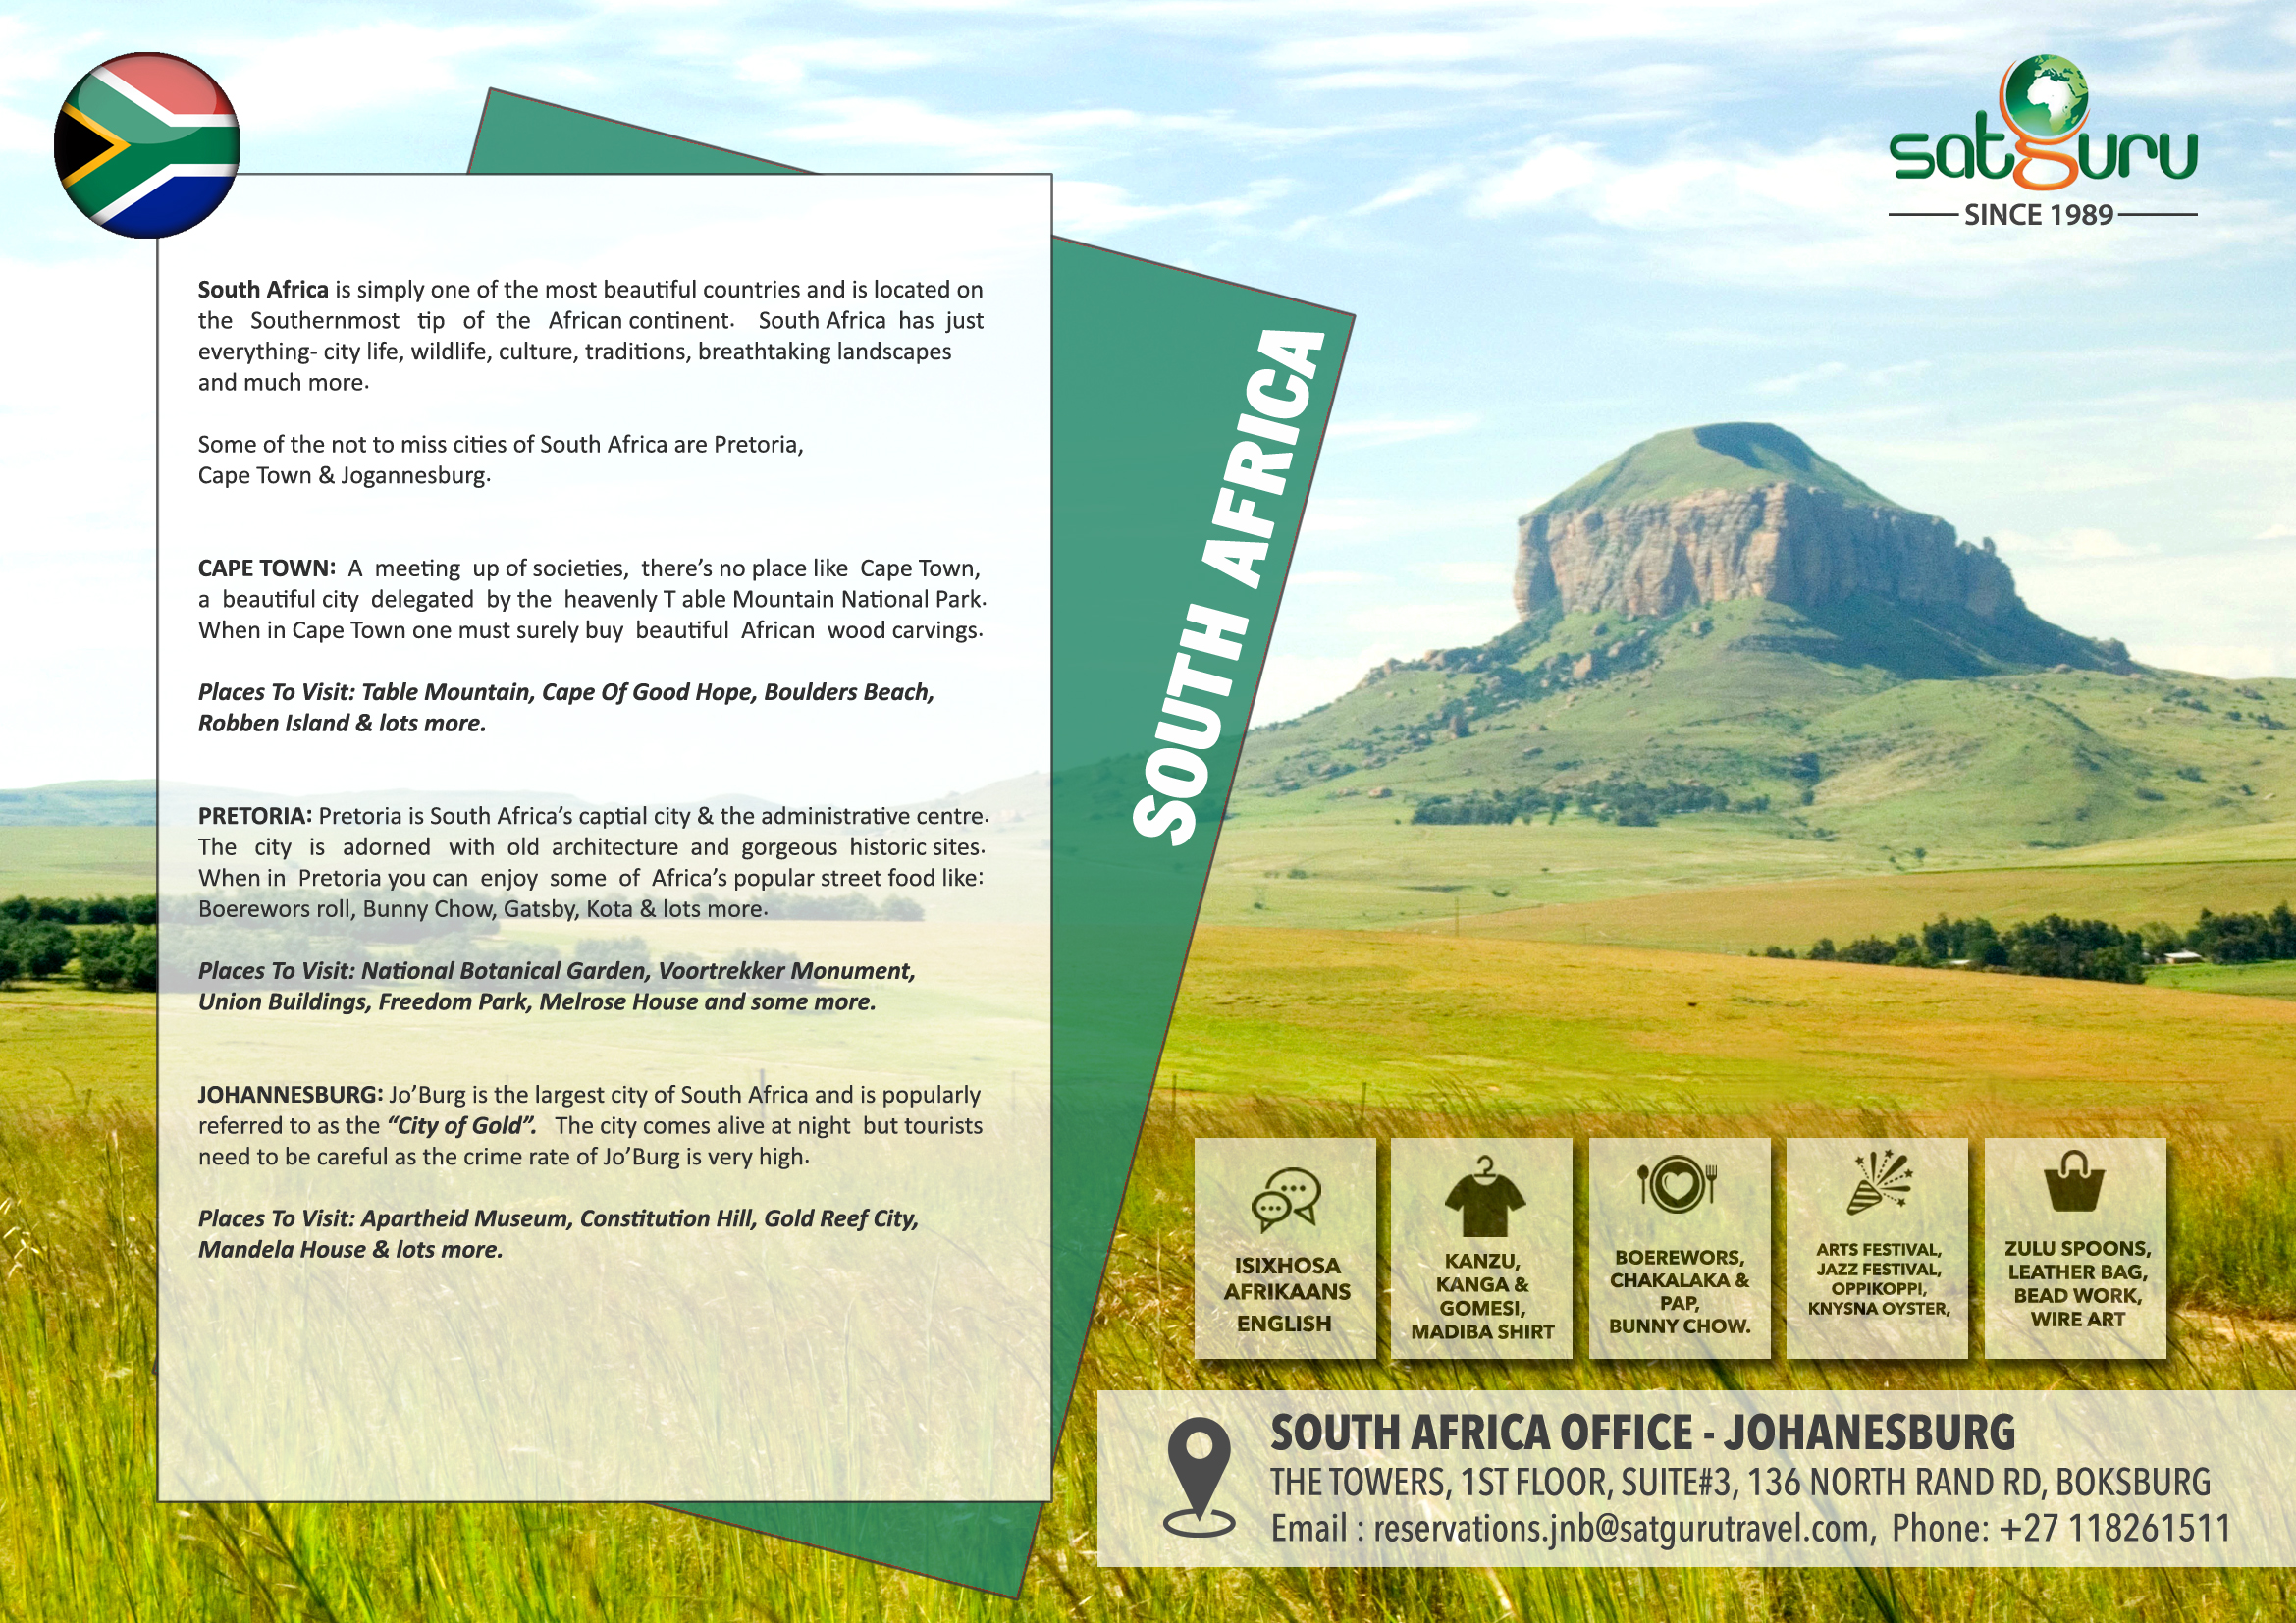 satguru
SINCE 1989
South Africa is simply one of the most beautiful countries and is located on
the Southernmost tip of the African continent. South Africa has just
everything- city life, wildlife, culture, traditions, breathtaking landscapes
and much more.
Some of the not to miss cities of South Africa are Pretoria,
Cape Town & Jogannesburg.
CAPE TOWN: A meeting up of societies, there's no place like Cape Town,
a beautiful city delegated by the heavenly T able Mountain National Park.
When in Cape Town one must surely buy beautiful African wood carvings.
Places To Visit: Table Mountain, Cape Of Good Hope, Boulders Beach,
Robben Island & lots more.
PRETORIA: Pretoria is South Africa's captial city & the administrative centre.
The city is adorned with old architecture and gorgeous historic sites.
When in Pretoria you can enjoy some of Africa's popular street food like:
Boerewors roll, Bunny Chow, Gatsby, Kota & lots more.
Places To Visit: National Botanical Garden, Voortrekker Monument,
Union Buildings, Freedom Park, Melrose House and some more.
JOHANNESBURG: Jo'Burg is the largest city of South Africa and is popularly
referred to as the "City of Gold". The city comes alive at night but tourists
need to be careful as the crime rate of Jo'Burg is very high.
Places To Visit: Apartheid Museum, Constitution Hill, Gold Reef City,
Mandela House & lots more.
SOUTH AFRICA
ISIXHOSA
AFRIKAANS
ENGLISH
KANZU,
KANGA &
GOMESI,
MADIBA SHIRT
BOEREWORS,
CHAKALAKA &
PAP,
BUNNY CHOW.
ARTS FESTIVAL,
JAZZ FESTIVAL,
OPPIKOPPI,
KNYSNA OYSTER,
ZULU SPOONS,
LEATHER BAG,
BEAD WORK,
WIRE ART
SOUTH AFRICA OFFICE - JOHANESBURG
THE TOWERS, 1ST FLOOR, SUITE#3, 136 NORTH RAND RD, BOKSBURG
Email : reservations.jnb@satgurutravel.com, Phone: +27 118261511